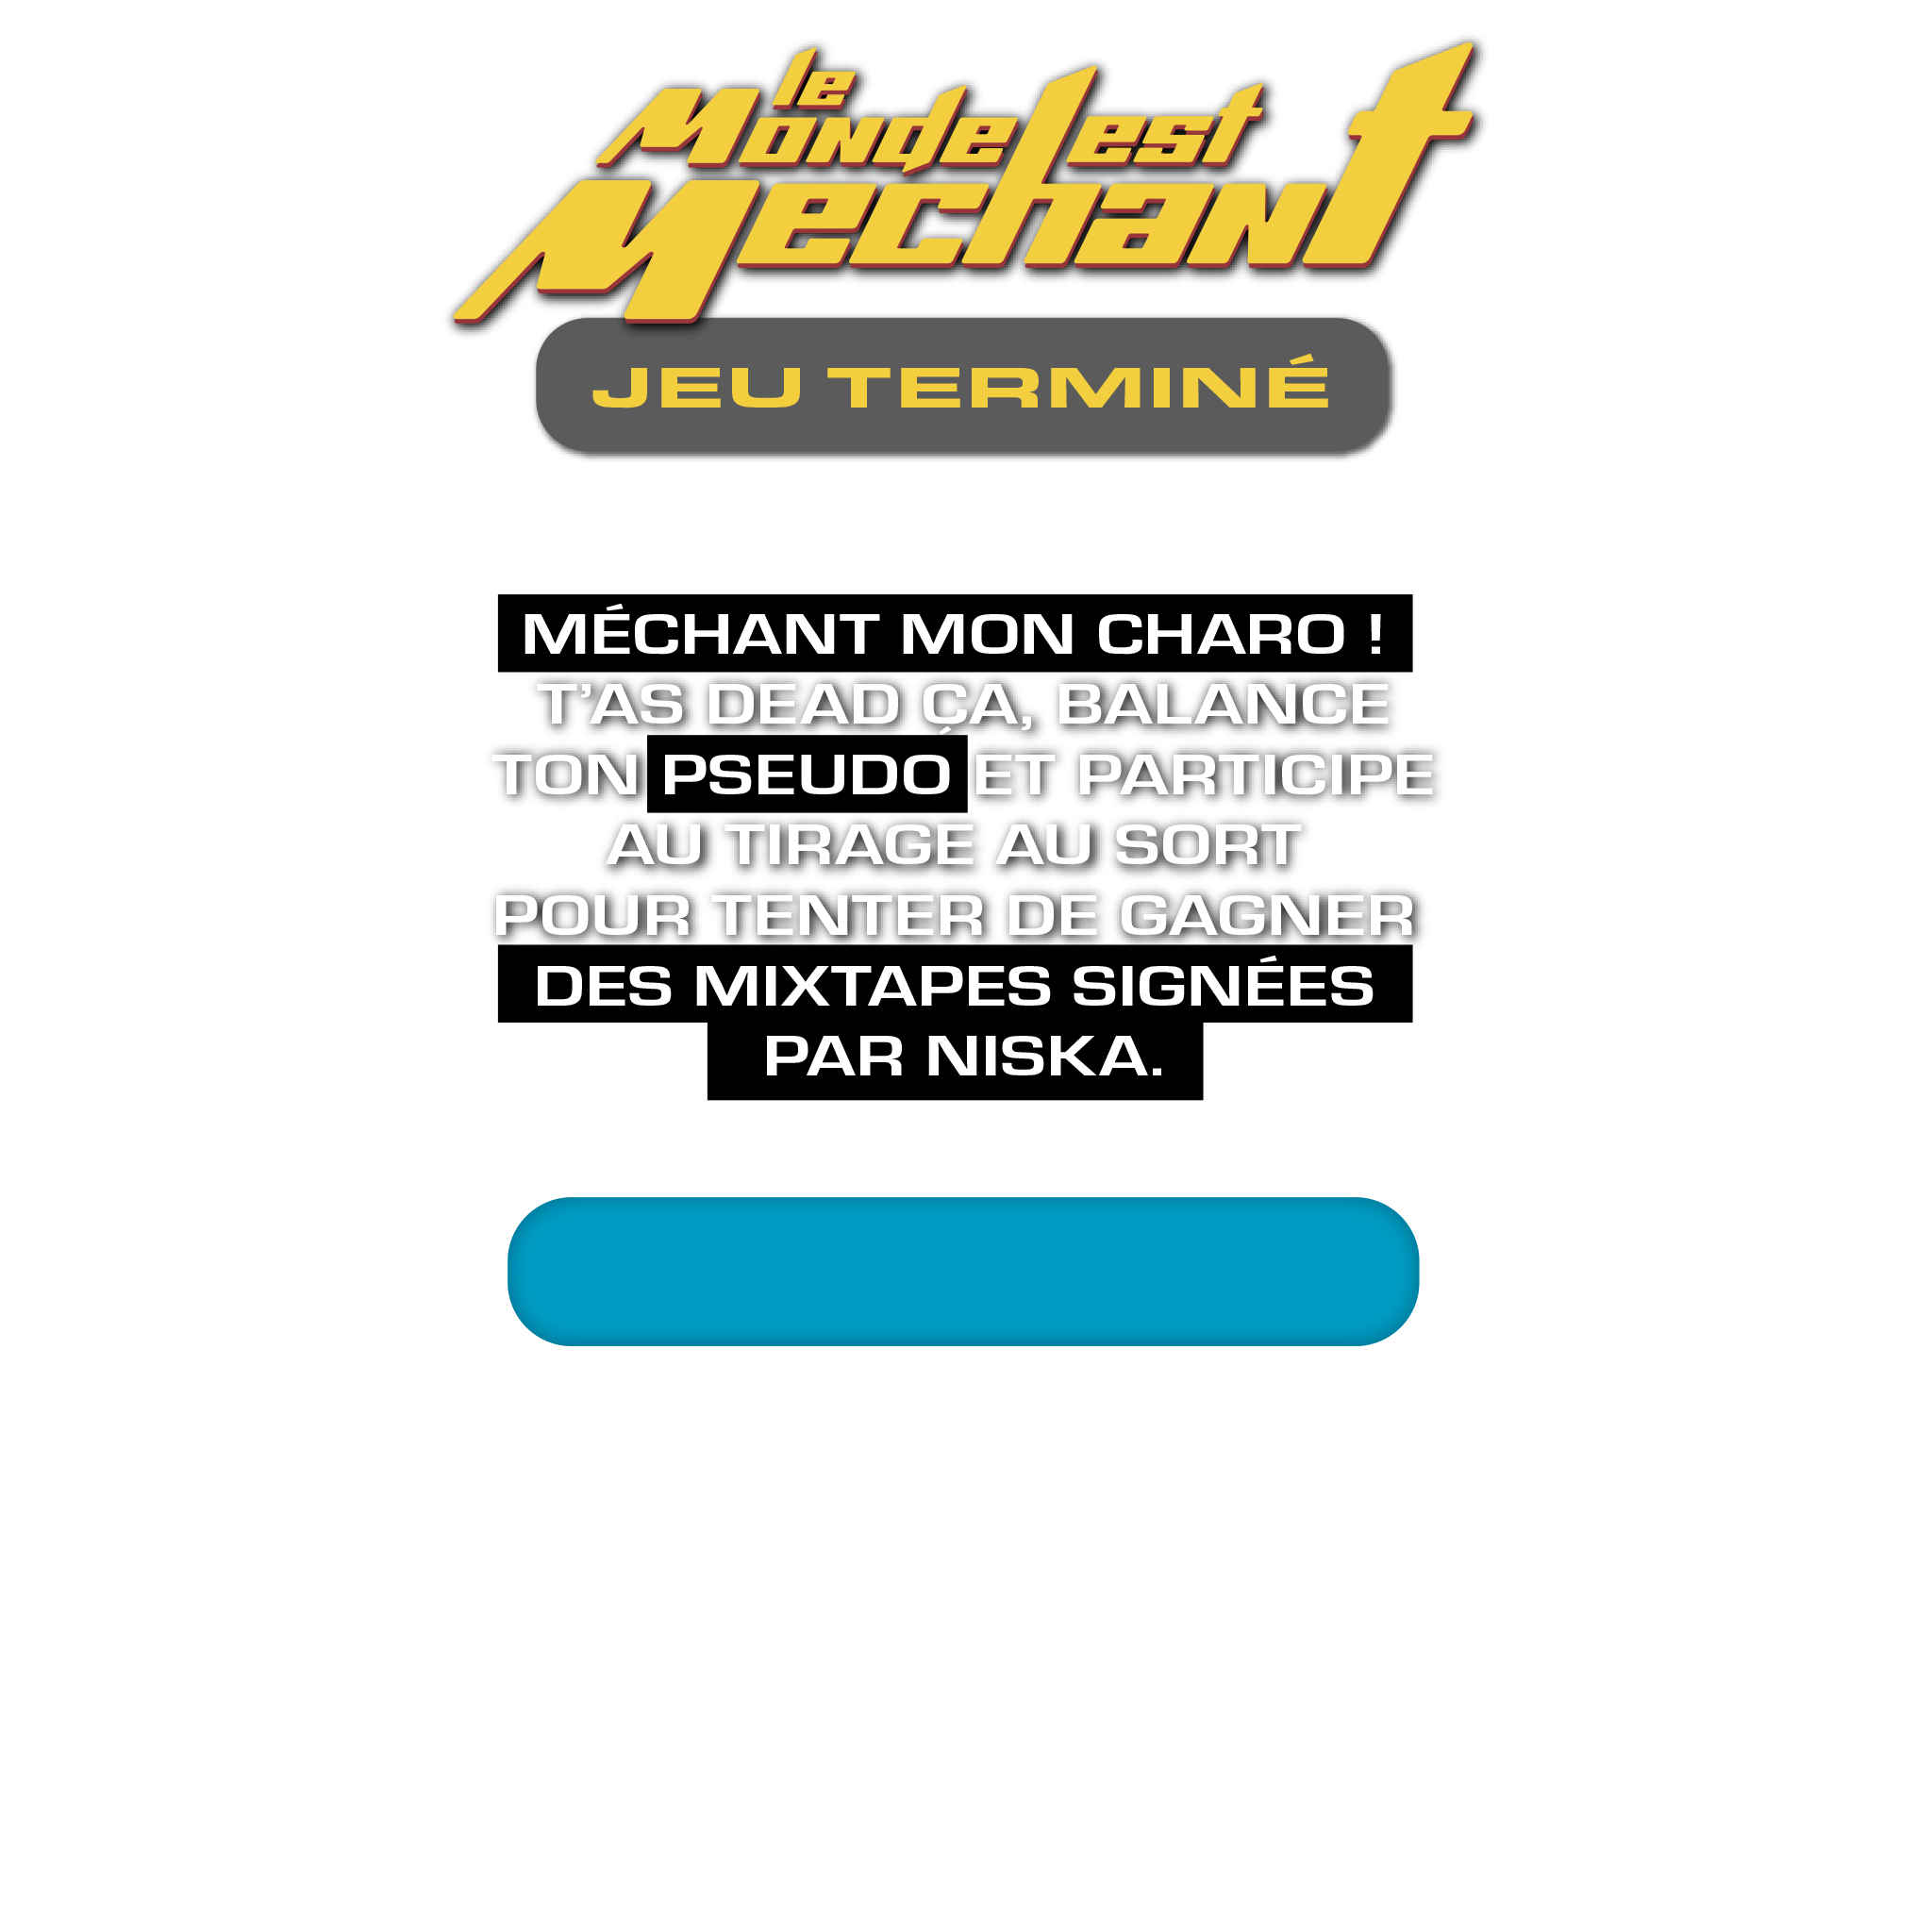 le
Monde est
Mechant
JEU TERMINÉ
MÉCHANT MON CHARO !
T’AS DEAD ÇA, BALANCE
TON PSEUDO ET PARTICIPE
AU TIRAGE AU SORT
POUR TENTER DE GAGNER
DES MIXTAPES SIGNÉES
PAR NISKA.